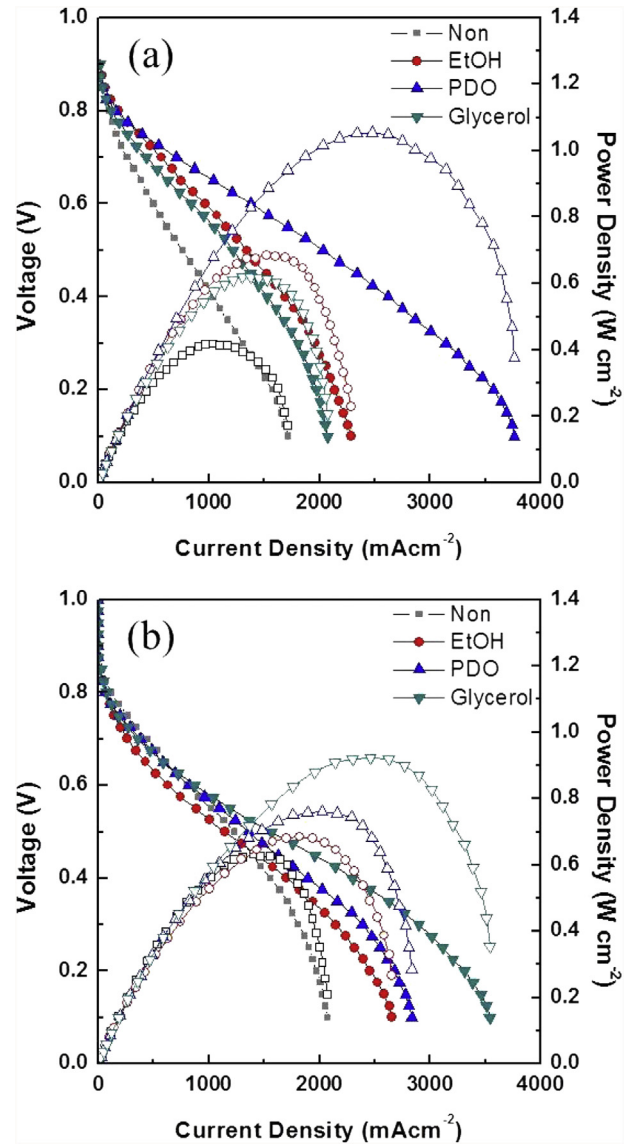 (a)
Non
EtOH
PDO
Glycerol
1.0
0.8
0.6
0.4
0.2
0.0
Voltage (V)
1.4
1.2
1.0
0.8
0.6
0.4
0.2
0.0
Power Density (W cm⁻²)
0 1000 2000 3000 4000
Current Density (mAcm⁻²)
(b)
Non
EtOH
PDO
Glycerol
1.0
0.8
0.6
0.4
0.2
0.0
Voltage (V)
1.4
1.2
1.0
0.8
0.6
0.4
0.2
0.0
Power Density (W cm⁻²)
0 1000 2000 3000 4000
Current Density (mAcm⁻²)